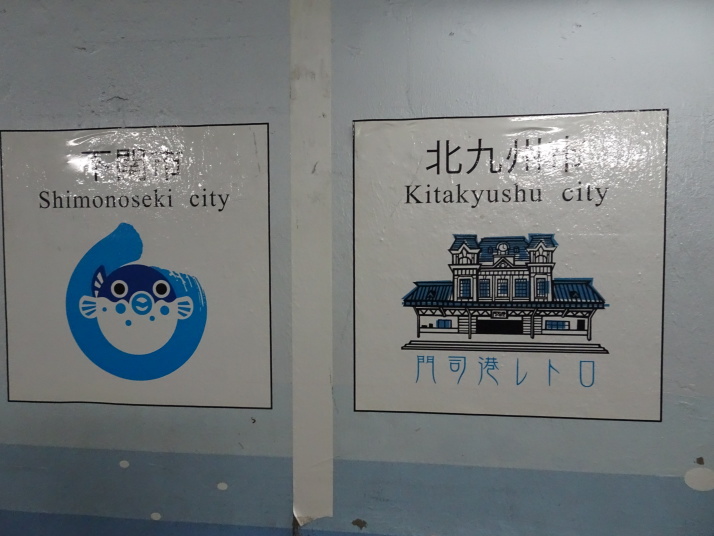 下関市
Shimonoseki city
北九州市
Kitakyushu city
門司港レトロ